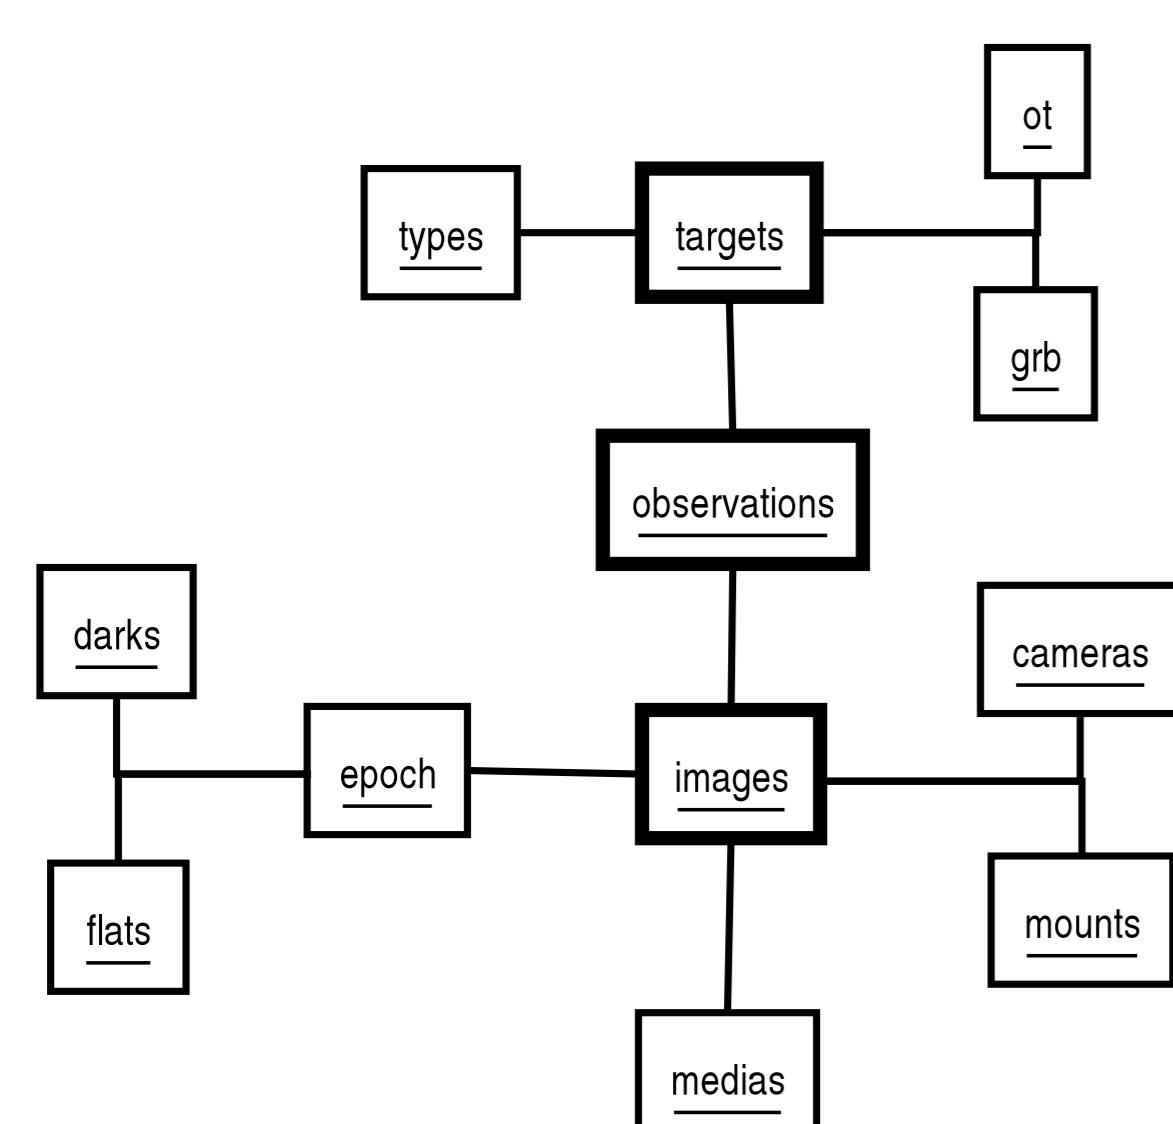 ot
types
targets
grb
observations
darks
cameras
epoch
images
flats
mounts
medias